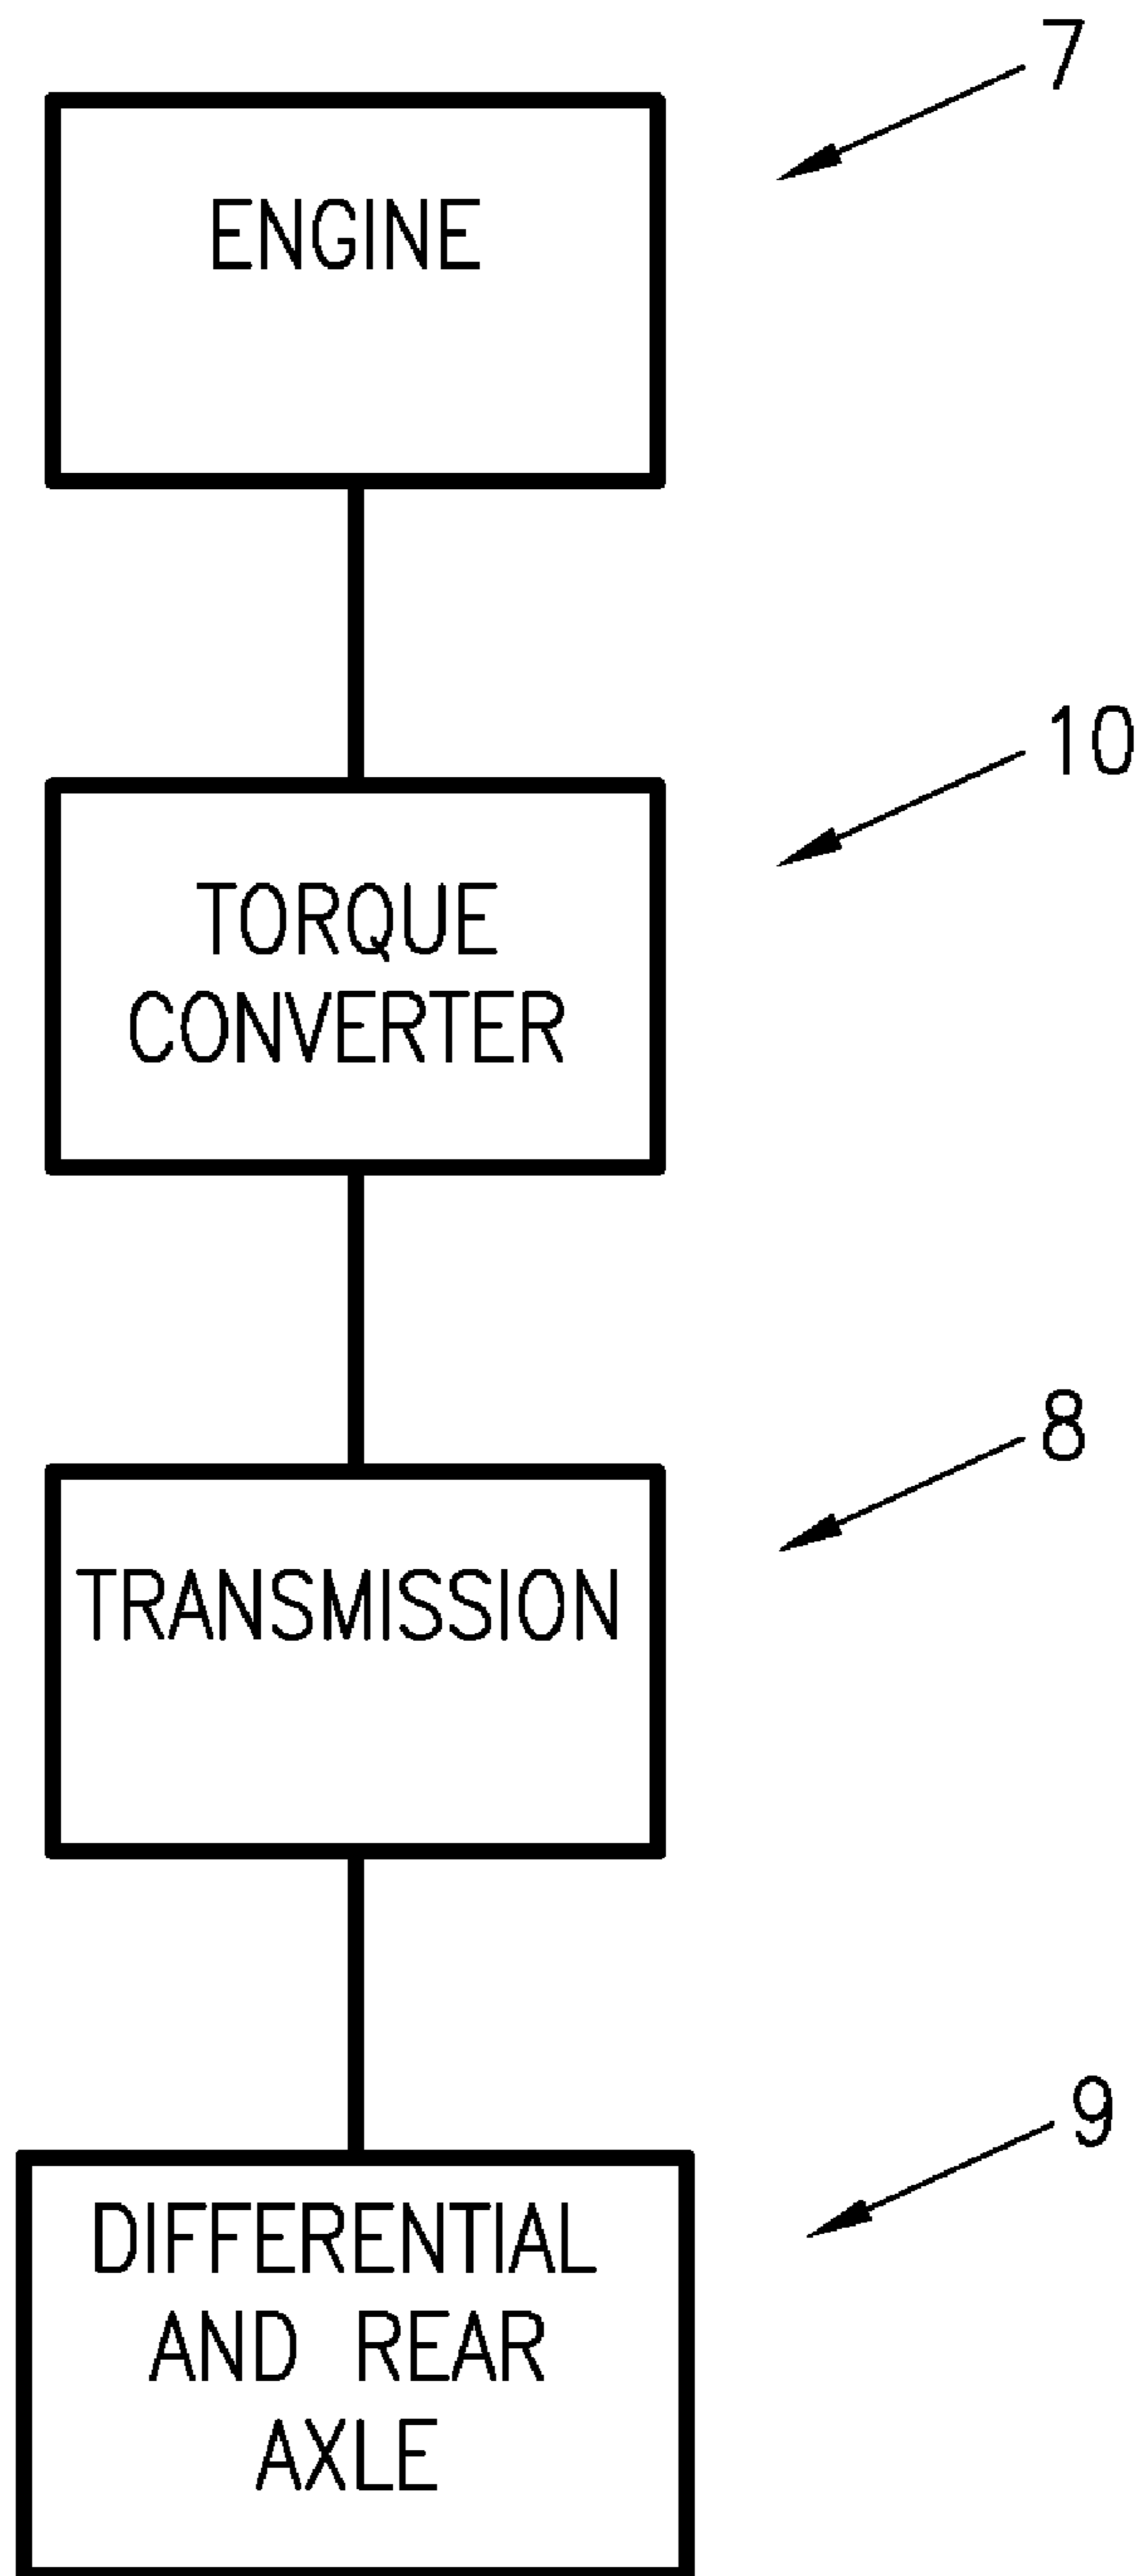 7
ENGINE
10
TORQUE
CONVERTER
8
TRANSMISSION
9
DIFFERENTIAL
AND REAR
AXLE